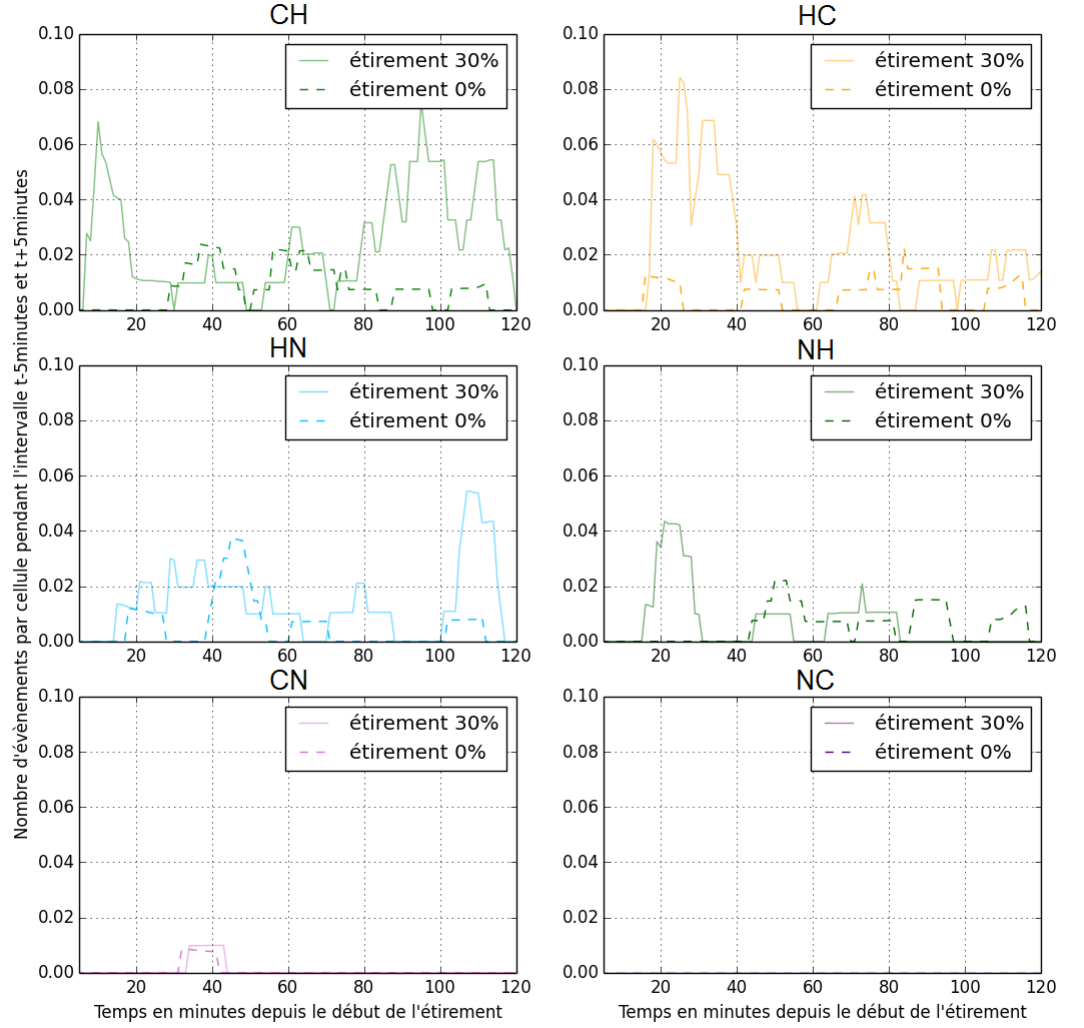 Nombre d'évènements par cellule pendant l'intervalle t-5minutes et t+5minutes
CH
étirement 30%
étirement 0%
0.10
0.08
0.06
0.04
0.02
0.00
20 40 60 80 100 120
HC
étirement 30%
étirement 0%
0.10
0.08
0.06
0.04
0.02
0.00
20 40 60 80 100 120
HN
étirement 30%
étirement 0%
0.10
0.08
0.06
0.04
0.02
0.00
20 40 60 80 100 120
NH
étirement 30%
étirement 0%
0.10
0.08
0.06
0.04
0.02
0.00
20 40 60 80 100 120
CN
étirement 30%
étirement 0%
0.10
0.08
0.06
0.04
0.02
0.00
20 40 60 80 100 120
Temps en minutes depuis le début de l'étirement
NC
étirement 30%
étirement 0%
0.10
0.08
0.06
0.04
0.02
0.00
20 40 60 80 100 120
Temps en minutes depuis le début de l'étirement